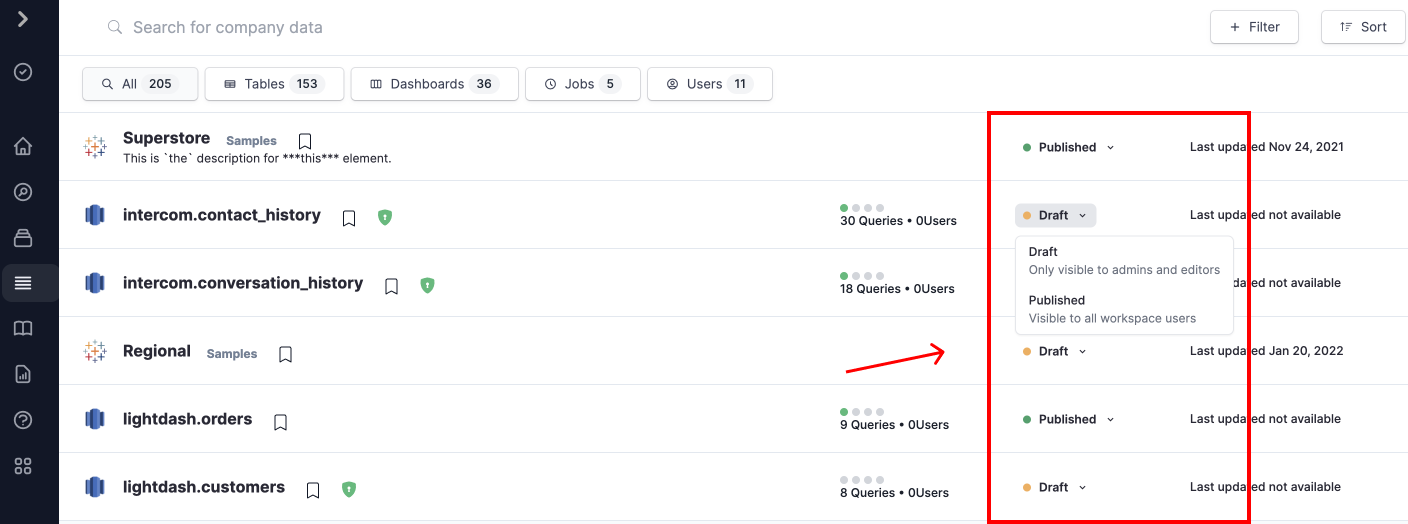 Search for company data
+ Filter
Sort
All 205
Tables 153
Dashboards 36
Jobs 5
Users 11
Superstore Samples
This is `the` description for ***this*** element.
Published
Last updated Nov 24, 2021
intercom.contact_history
30 Queries • 0Users
Draft
Last updated not available
Draft
Only visible to admins and editors
Published
Visible to all workspace users
intercom.conversation_history
18 Queries • 0Users
dated not available
Regional Samples
Draft
Last updated Jan 20, 2022
lightdash.orders
9 Queries • 0Users
Published
Last updated not available
lightdash.customers
8 Queries • 0Users
Draft
Last updated not available